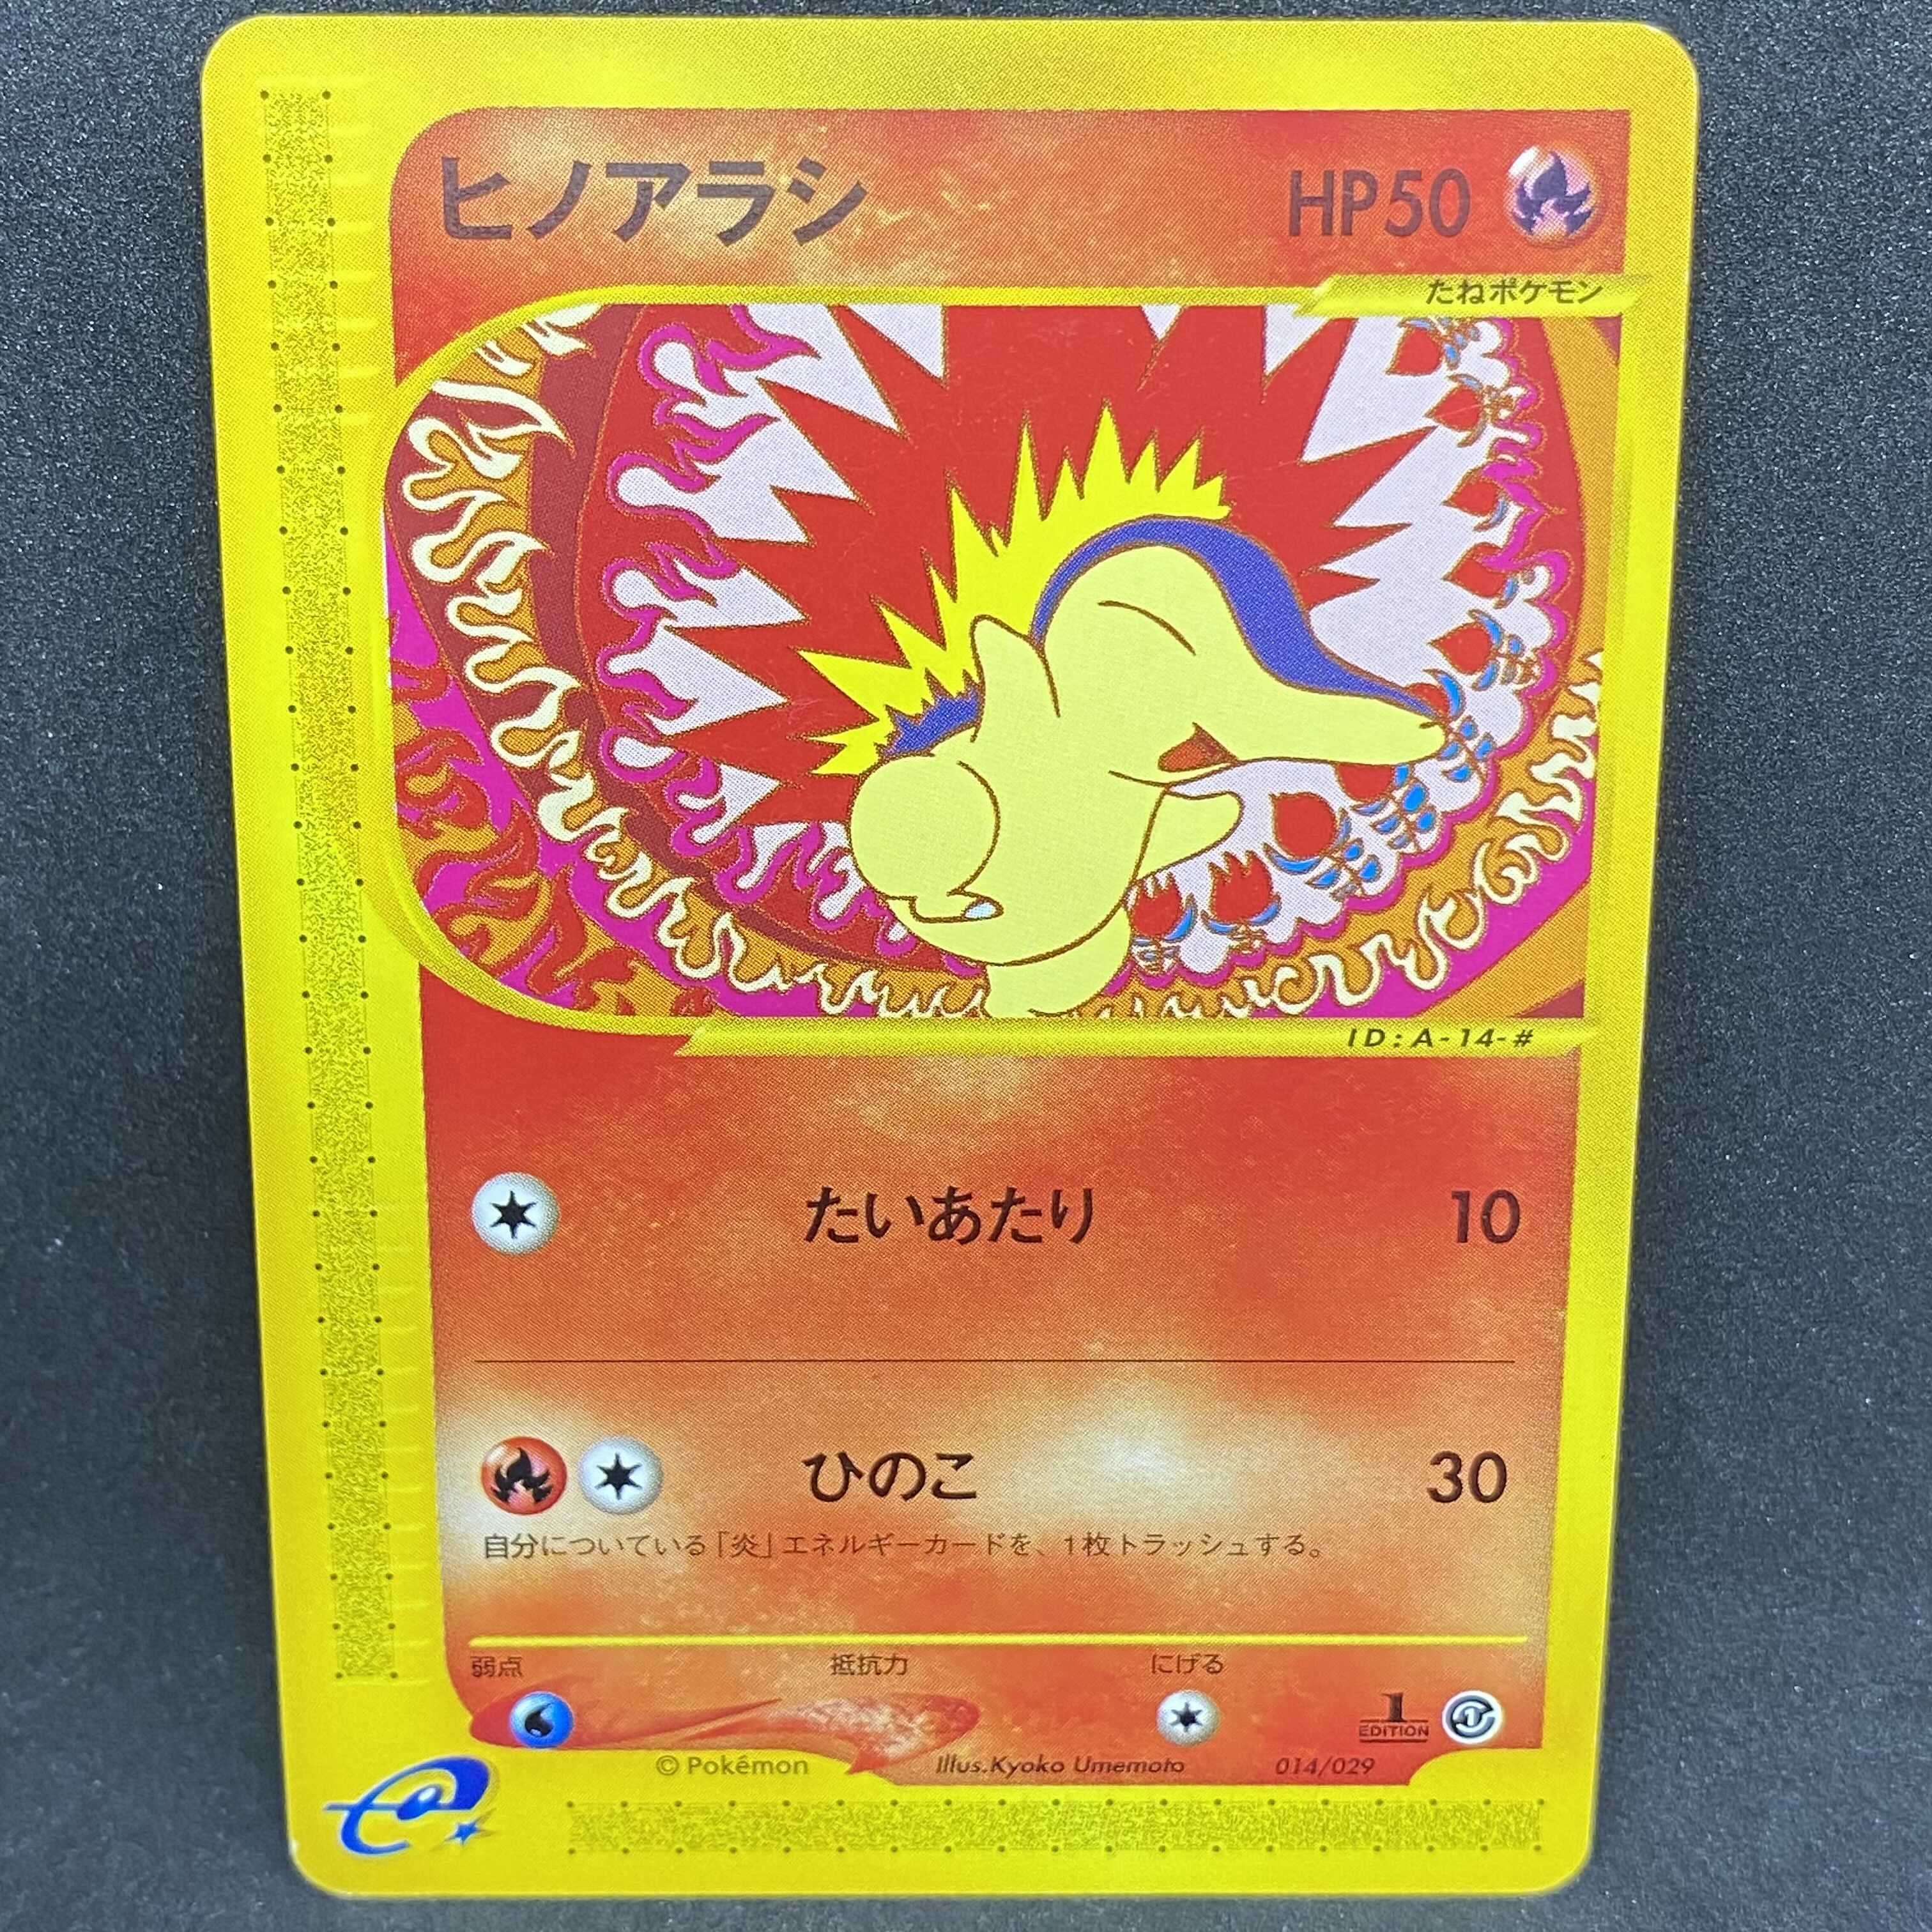 ヒノアラシ HP50
たねポケモン
ID:A-14-#
たいあたり 10
ひのこ 30
自分についている「炎」エネルギーカードを、1枚トラッシュする。
弱点 抵抗力 にげる
1 EDITION
© Pokémon Illus.Kyoko Umemoto 014/029
e